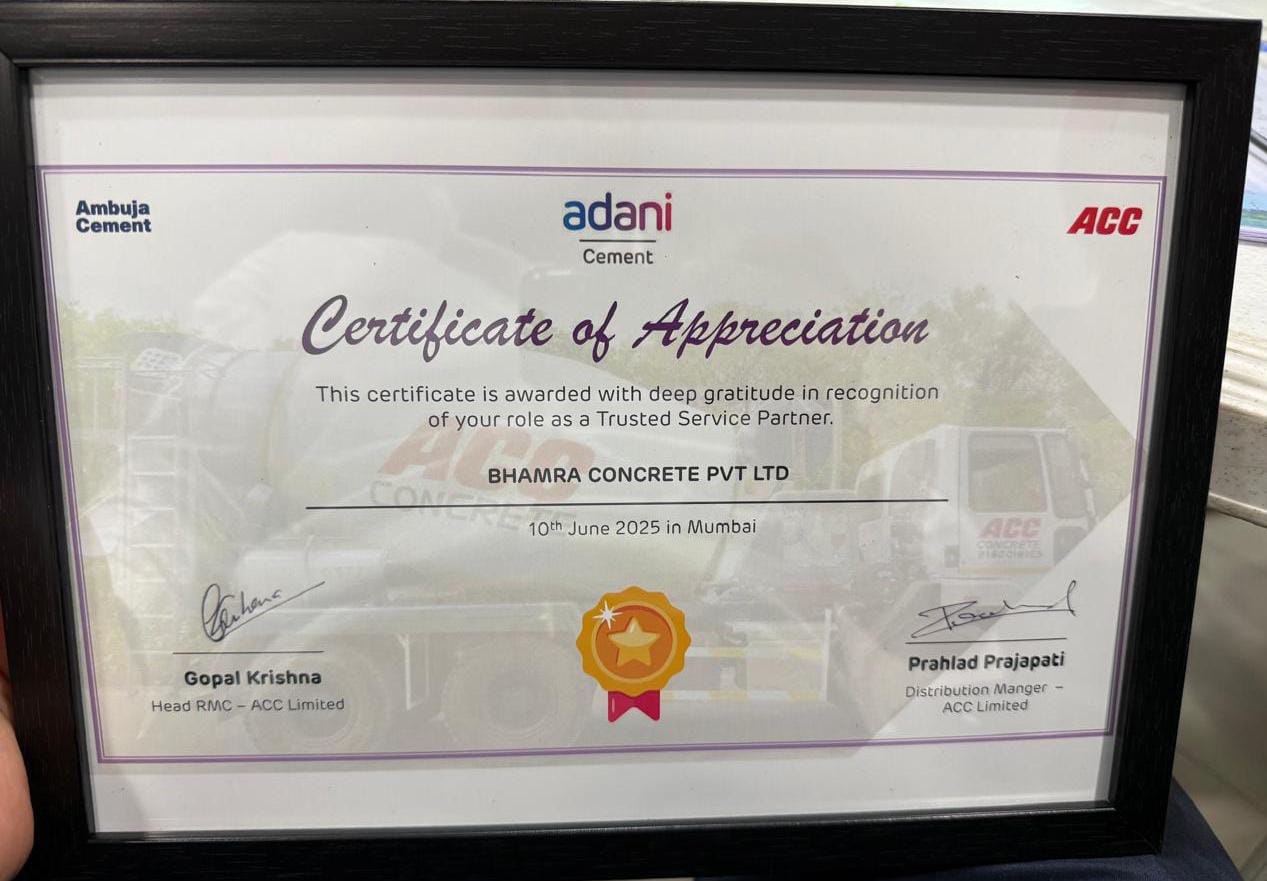 Ambuja
Cement
adani
Cement
ACC
Certificate of Appreciation
This certificate is awarded with deep gratitude in recognition
of your role as a Trusted Service Partner.
ACC
CONCRETE
BHAMRA CONCRETE PVT LTD
10th June 2025 in Mumbai
ACC
CONCRETE
Gopal Krishna
Head RMC – ACC Limited
Prahlad Prajapati
Distribution Manger –
ACC Limited